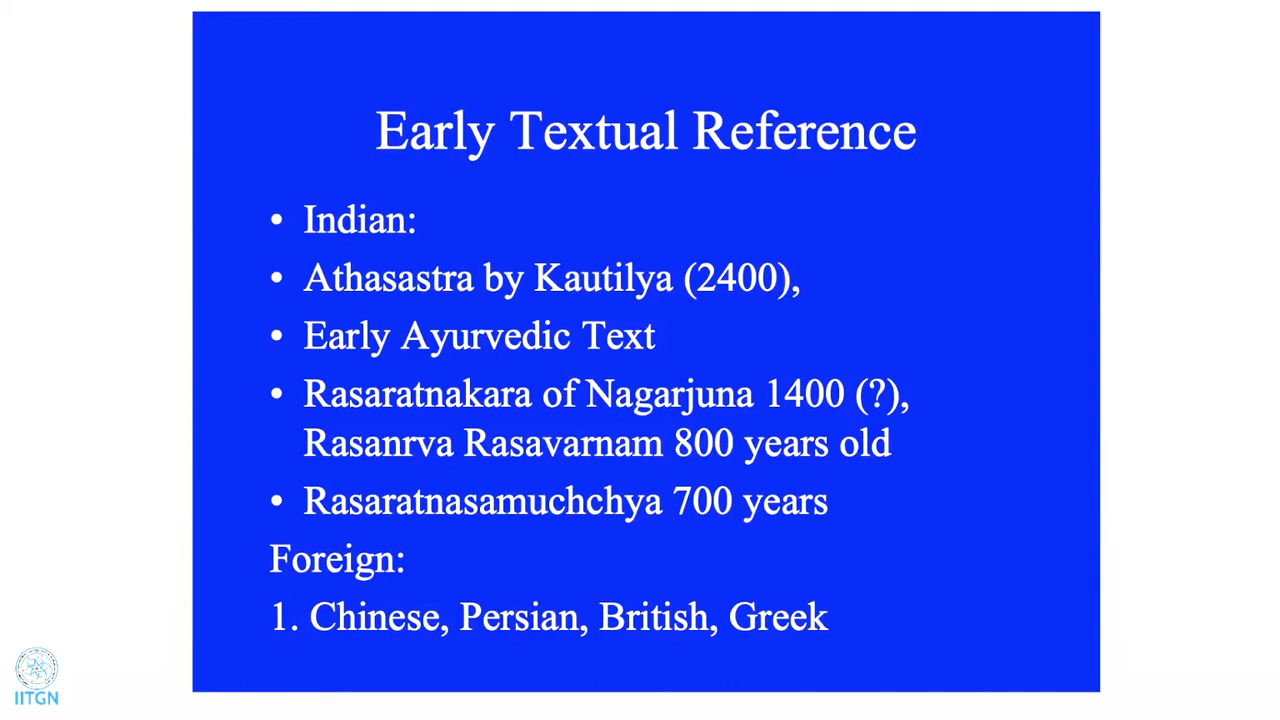 Early Textual Reference
• Indian:
• Athasastra by Kautilya (2400),
• Early Ayurvedic Text
• Rasaratnakara of Nagarjuna 1400 (?),
Rasanrva Rasavarnam 800 years old
• Rasaratnasamuchchya 700 years
Foreign:
1. Chinese, Persian, British, Greek
IITGN